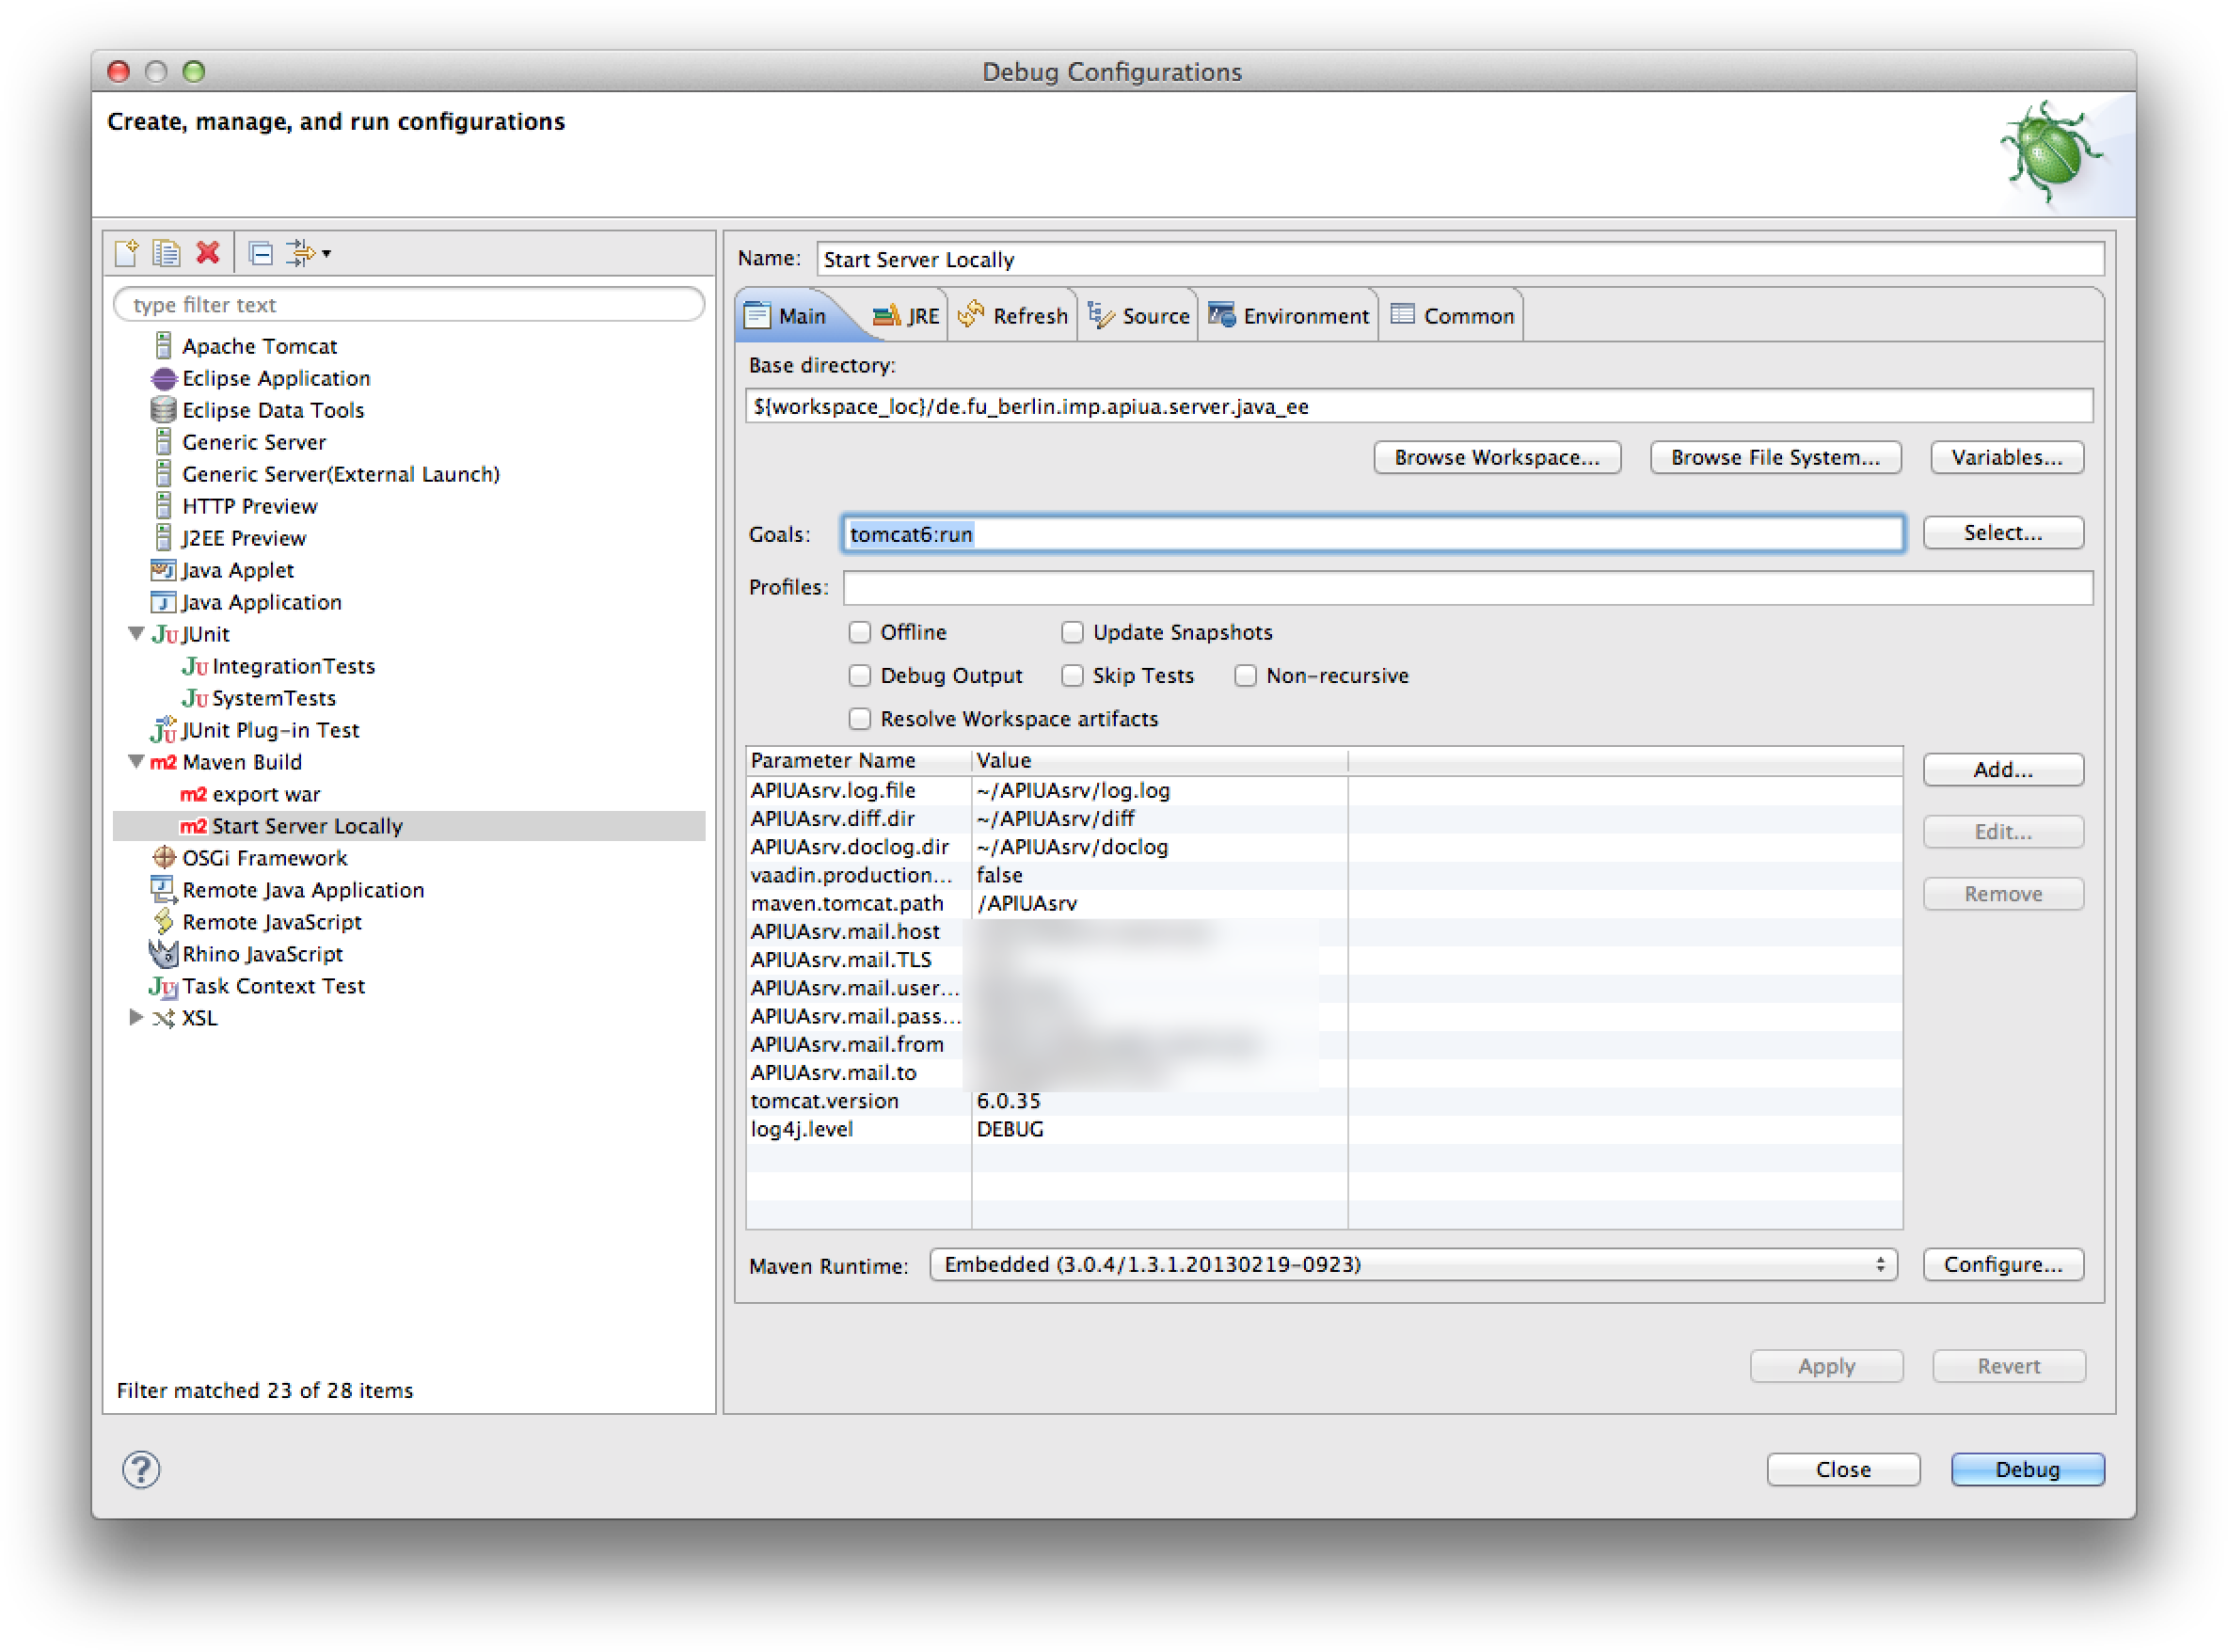 Debug Configurations
Create, manage, and run configurations
type filter text
Apache Tomcat
Eclipse Application
Eclipse Data Tools
Generic Server
Generic Server(External Launch)
HTTP Preview
J2EE Preview
Java Applet
Java Application
JUnit
IntegrationTests
SystemTests
JUnit Plug-in Test
m2 Maven Build
m2 export war
m2 Start Server Locally
OSGi Framework
Remote Java Application
Remote JavaScript
Rhino JavaScript
Task Context Test
XSL
Filter matched 23 of 28 items
Name: Start Server Locally
Main JRE Refresh Source Environment Common
Base directory:
${workspace_loc}/de.fu_berlin.imp.apiua.server.java_ee
Browse Workspace... Browse File System... Variables...
Goals: tomcat6:run Select...
Profiles:
Offline Update Snapshots
Debug Output Skip Tests Non-recursive
Resolve Workspace artifacts
Parameter Name Value
APIUAsrv.log.file ~/APIUAsrv/log.log
APIUAsrv.diff.dir ~/APIUAsrv/diff
APIUAsrv.doclog.dir ~/APIUAsrv/doclog
vaadin.production... false
maven.tomcat.path /APIUAsrv
APIUAsrv.mail.host
APIUAsrv.mail.TLS
APIUAsrv.mail.user...
APIUAsrv.mail.pass...
APIUAsrv.mail.from
APIUAsrv.mail.to
tomcat.version 6.0.35
log4j.level DEBUG
Add...
Edit...
Remove
Maven Runtime: Embedded (3.0.4/1.3.1.20130219-0923) Configure...
Apply Revert
? Close Debug